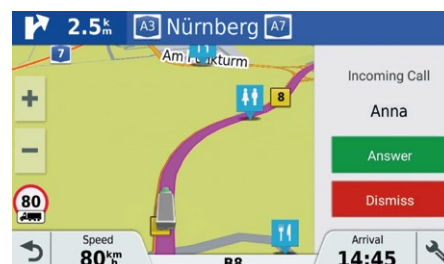 2.5 km A3 Nürnberg A7
7
Am Funkturm
8
Incoming Call
Anna
Answer
Dismiss
80
Speed
80 km/h
B8
Arrival
14:45